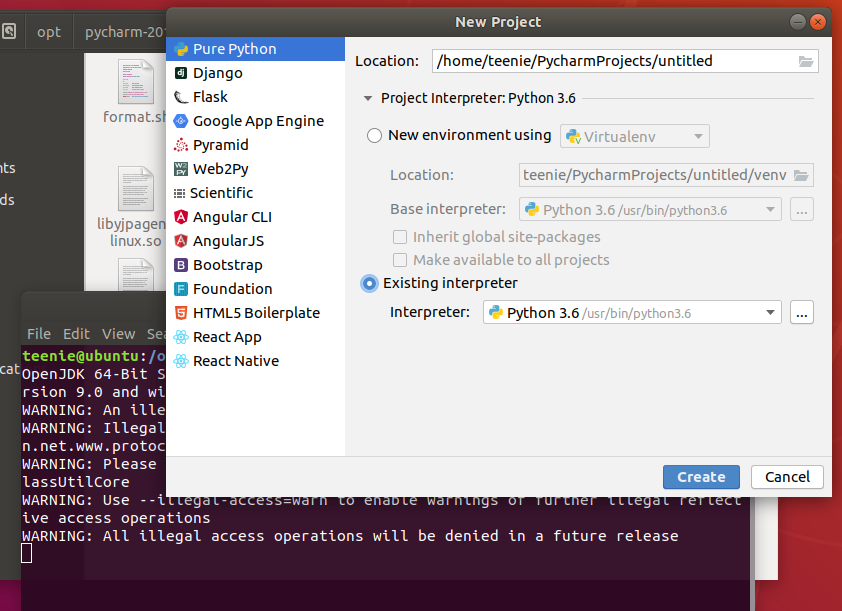 New Project
opt
pycharm-20
format.sh
nts
ds
libyjpagen
linux.so
cat
Pure Python
Django
Flask
Google App Engine
Pyramid
Web2Py
Scientific
Angular CLI
AngularJS
Bootstrap
Foundation
HTML5 Boilerplate
React App
React Native
Location: /home/teenie/PycharmProjects/untitled
Project Interpreter: Python 3.6
New environment using Virtualenv
Location: teenie/PycharmProjects/untitled/venv
Base interpreter: Python 3.6 /usr/bin/python3.6 ...
Inherit global site-packages
Make available to all projects
Existing interpreter
Interpreter: Python 3.6 /usr/bin/python3.6 ...
Create Cancel
File Edit View Sea
teenie@ubuntu:/o
OpenJDK 64-Bit S
rsion 9.0 and wi
WARNING: An ille
WARNING: Illegal
n.net.www.protoc
WARNING: Please
lassUtilCore
WARNING: Use --illegal-access=warn to enable warnings of further illegal reflect
ive access operations
WARNING: All illegal access operations will be denied in a future release